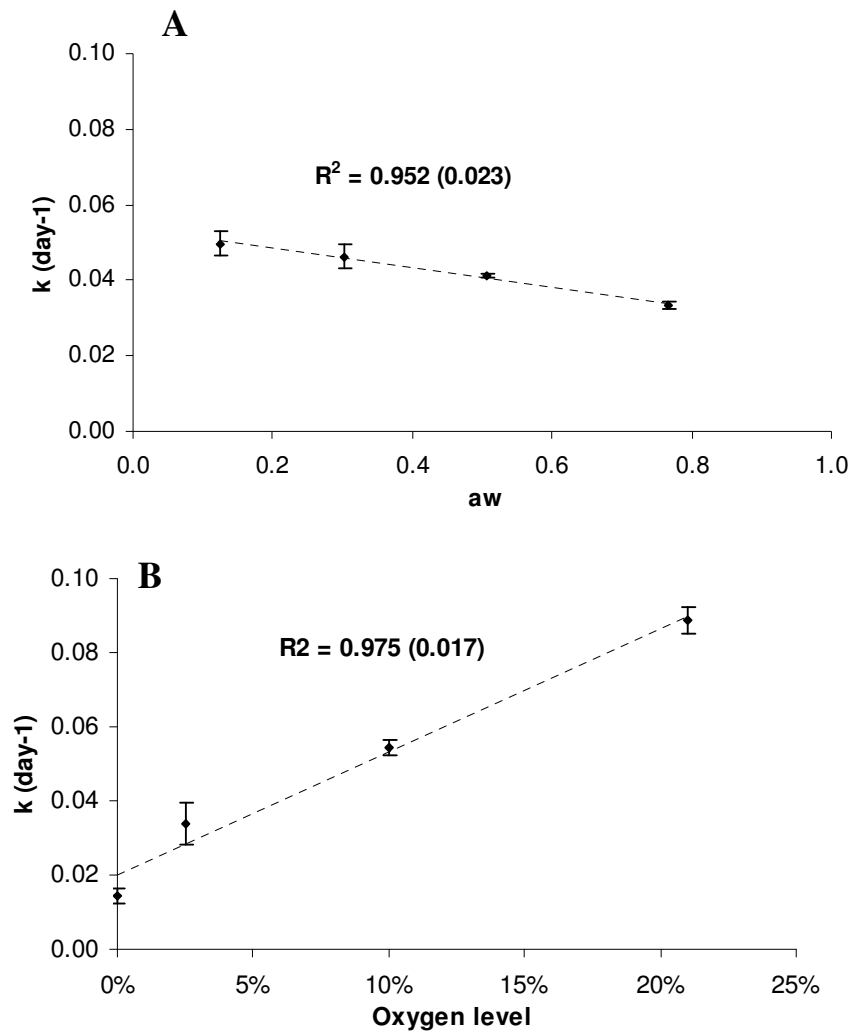 A
0.10
0.08
R² = 0.952 (0.023)
0.06
k (day-1)
0.04
0.02
0.00
0.0 0.2 0.4 0.6 0.8 1.0
aw
B
0.10
R2 = 0.975 (0.017)
0.08
0.06
k (day-1)
0.04
0.02
0.00
0% 5% 10% 15% 20% 25%
Oxygen level